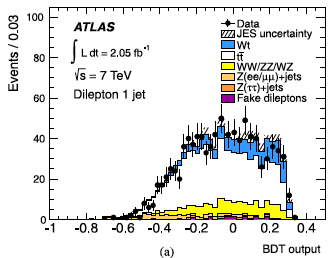 Events / 0.03
100
80
60
40
20
0
ATLAS
∫ L dt = 2.05 fb⁻¹
√s = 7 TeV
Dilepton 1 jet
Data
JES uncertainty
Wt
tt̄
WW/ZZ/WZ
Z(ee/μμ)+jets
Z(ττ)+jets
Fake dileptons
-1 -0.8 -0.6 -0.4 -0.2 0 0.2 0.4
(a)
BDT output